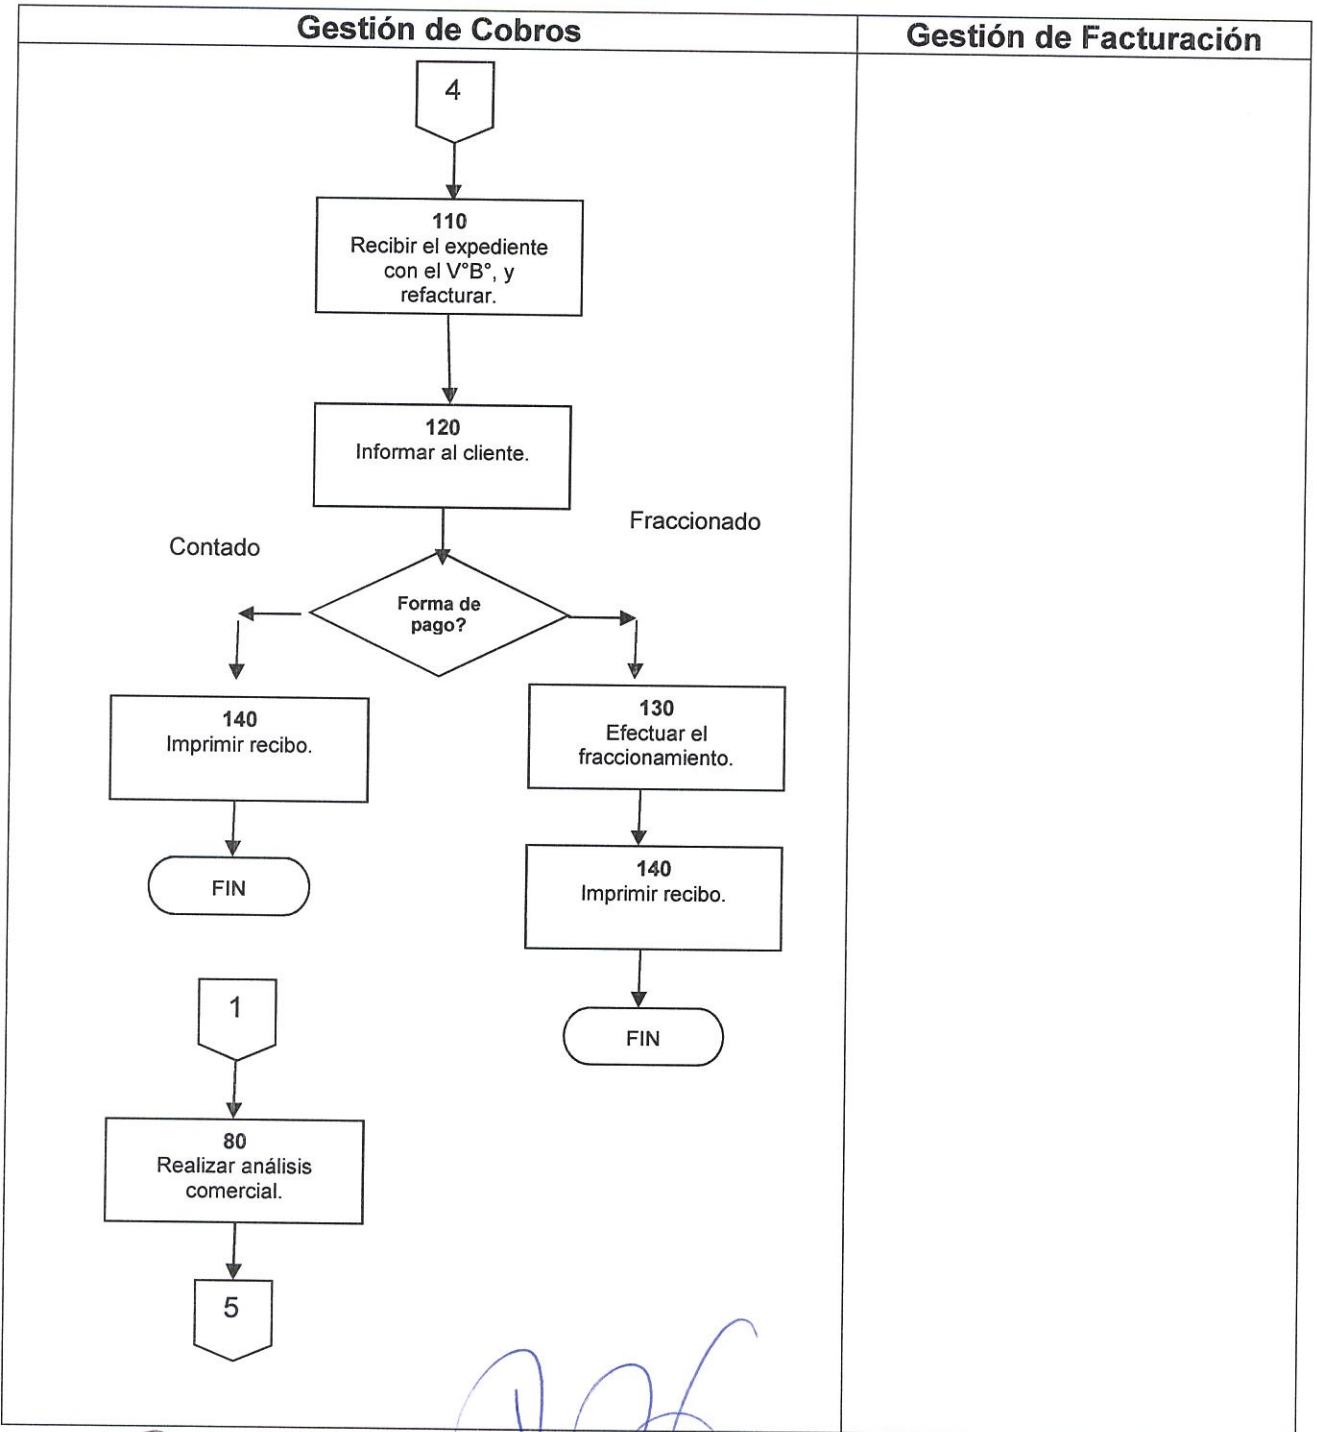 Gestión de Cobros
Gestión de Facturación
4
110
Recibir el expediente
con el V°B°, y
refacturar.
120
Informar al cliente.
Contado
Fraccionado
Forma de
pago?
140
Imprimir recibo.
FIN
130
Efectuar el
fraccionamiento.
140
Imprimir recibo.
FIN
1
80
Realizar análisis
comercial.
5